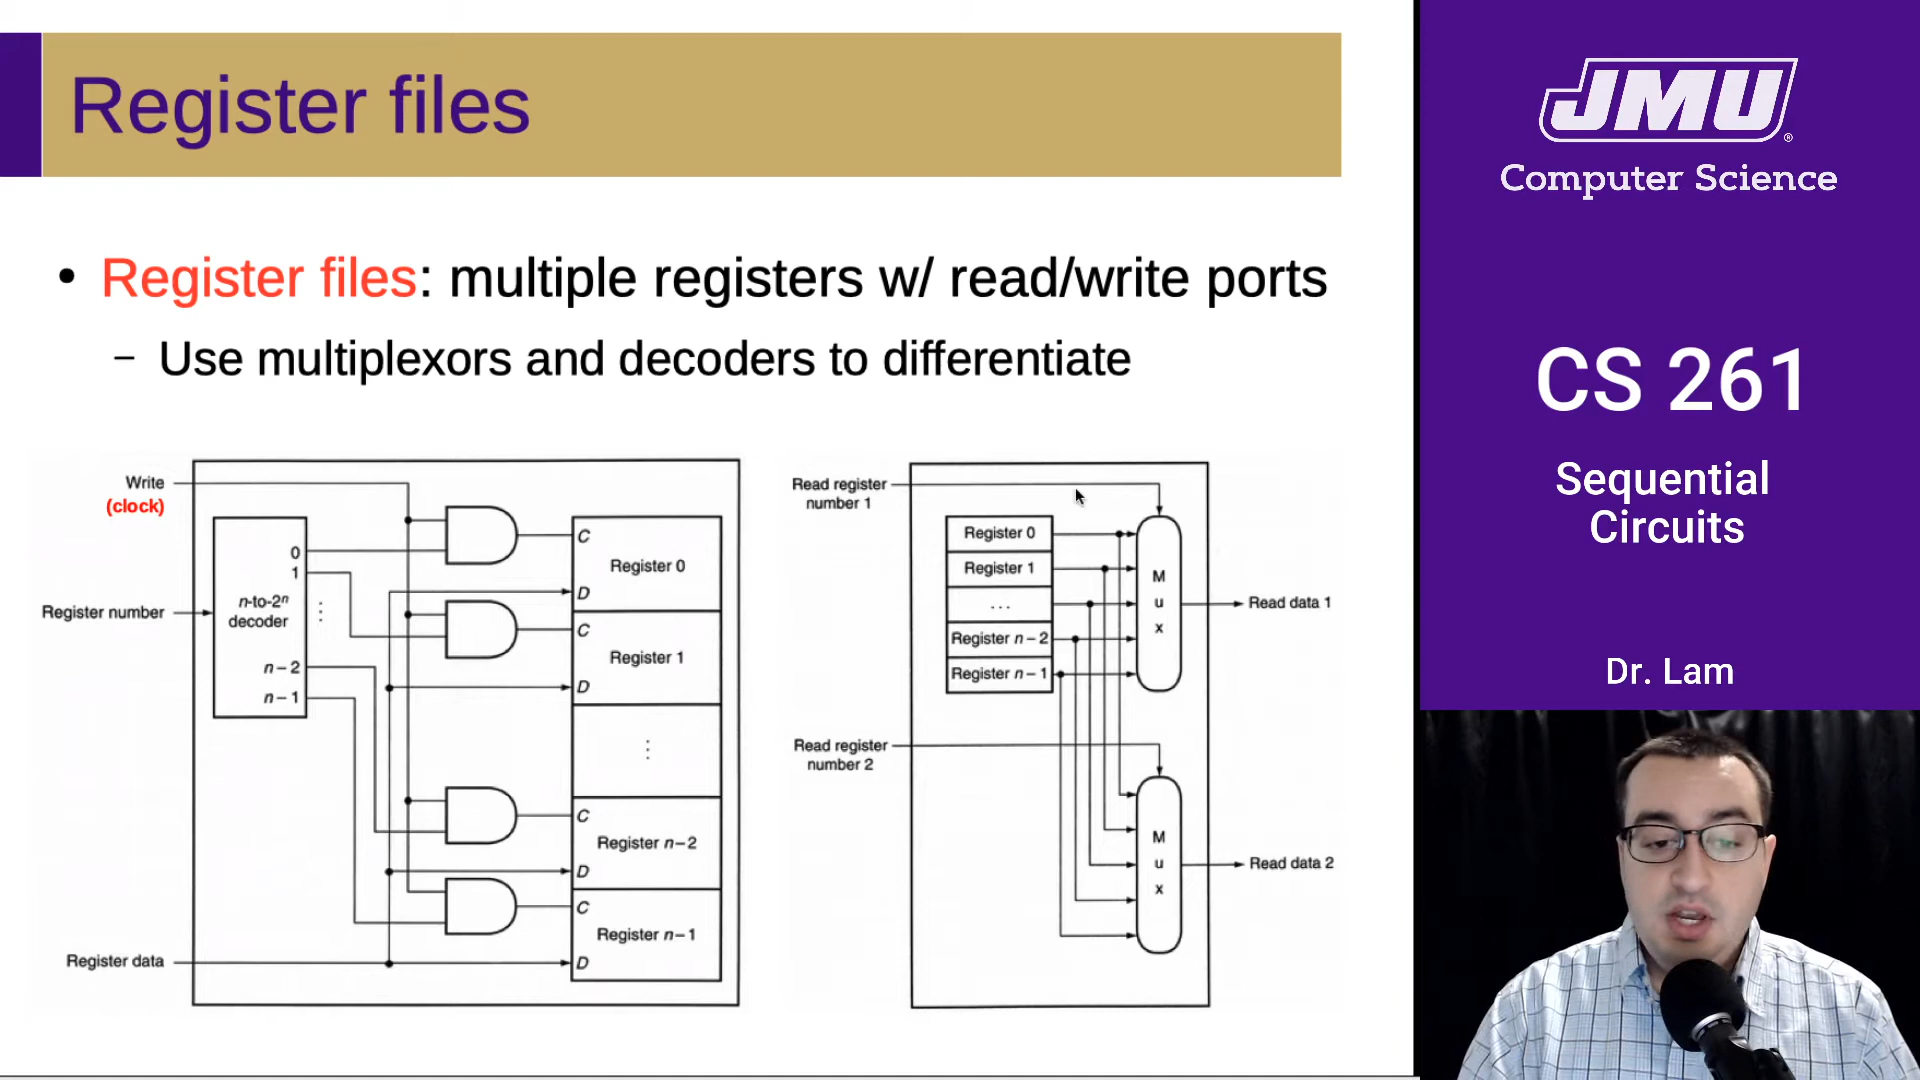 Register files
• Register files: multiple registers w/ read/write ports
– Use multiplexors and decoders to differentiate
Write
(clock)
Register number
Register data
n-to-2ⁿ
decoder
0
1
⋮
n – 2
n – 1
C
Register 0
D
C
Register 1
D
⋮
C
Register n – 2
D
C
Register n – 1
D
Read register
number 1
Register 0
Register 1
...
Register n – 2
Register n – 1
M
u
x
Read data 1
Read register
number 2
M
u
x
Read data 2
JMU®
Computer Science
CS 261
Sequential
Circuits
Dr. Lam